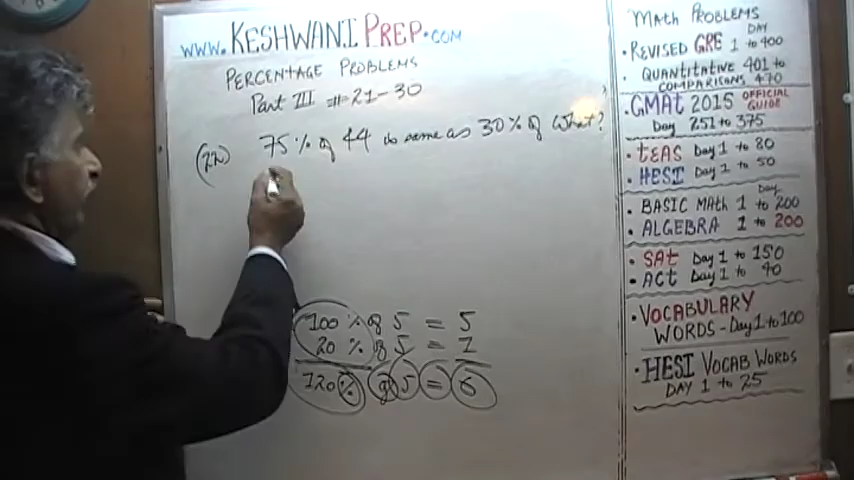 www.KESHWANIPREP.COM
PERCENTAGE PROBLEMS
Part III #21-30
(22) 75% of 44 is same as 30% of what?
100 % of 5 = 5
20 % of 5 = 1
120 % of 5 = 6
MATH PROBLEMS
DAY
• REVISED GRE 1 to 400
• QUANTITATIVE 401 to
COMPARISONS 470
• GMAT 2015 OFFICIAL
GUIDE
Day 251 to 375
• TEAS Day 1 to 80
• HESI Day 1 to 50
Day
• BASIC MATH 1 to 200
• ALGEBRA 1 to 200
• SAt Day 1 to 150
• ACT Day 1 to 40
• VOCABULARY
WORDS - Day 1 to 100
• HESI VOCAB WORDS
DAY 1 to 25